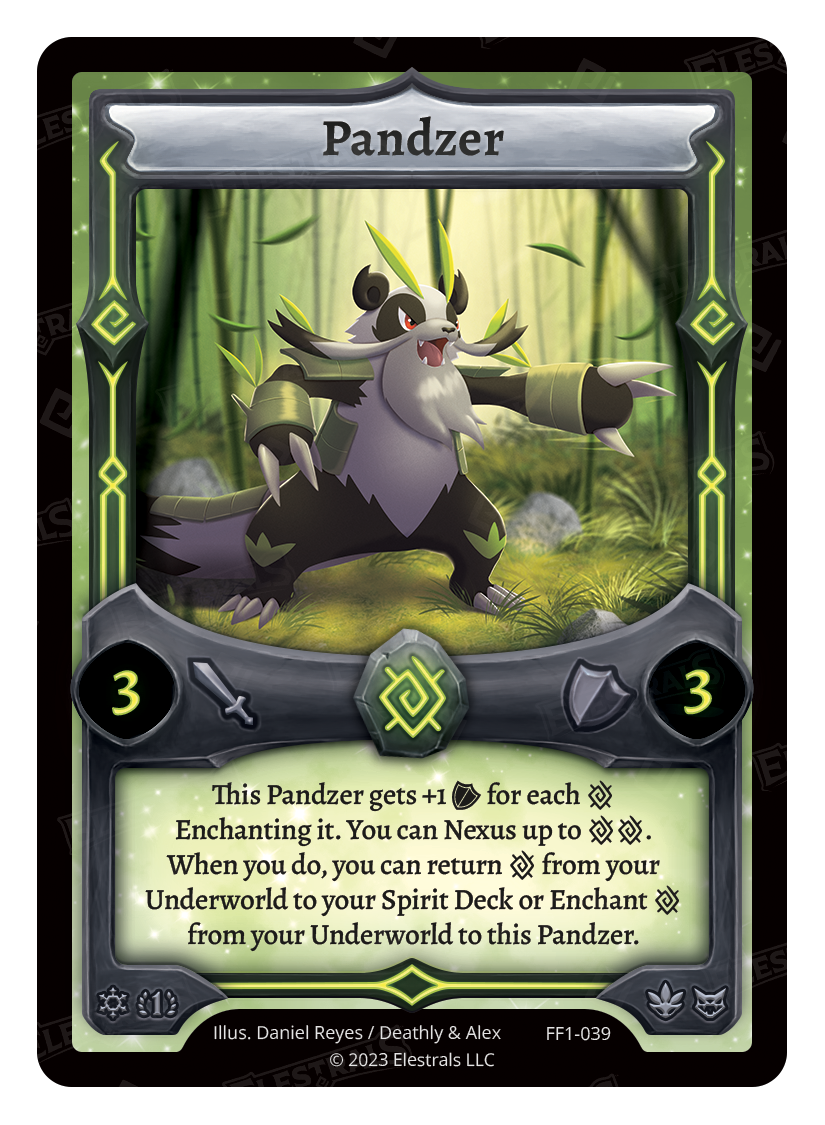 Pandzer
3
3
This Pandzer gets +1 for each
Enchanting it. You can Nexus up to .
When you do, you can return from your
Underworld to your Spirit Deck or Enchant
from your Underworld to this Pandzer.
1
Illus. Daniel Reyes / Deathly & Alex FF1-039
© 2023 Elestrals LLC